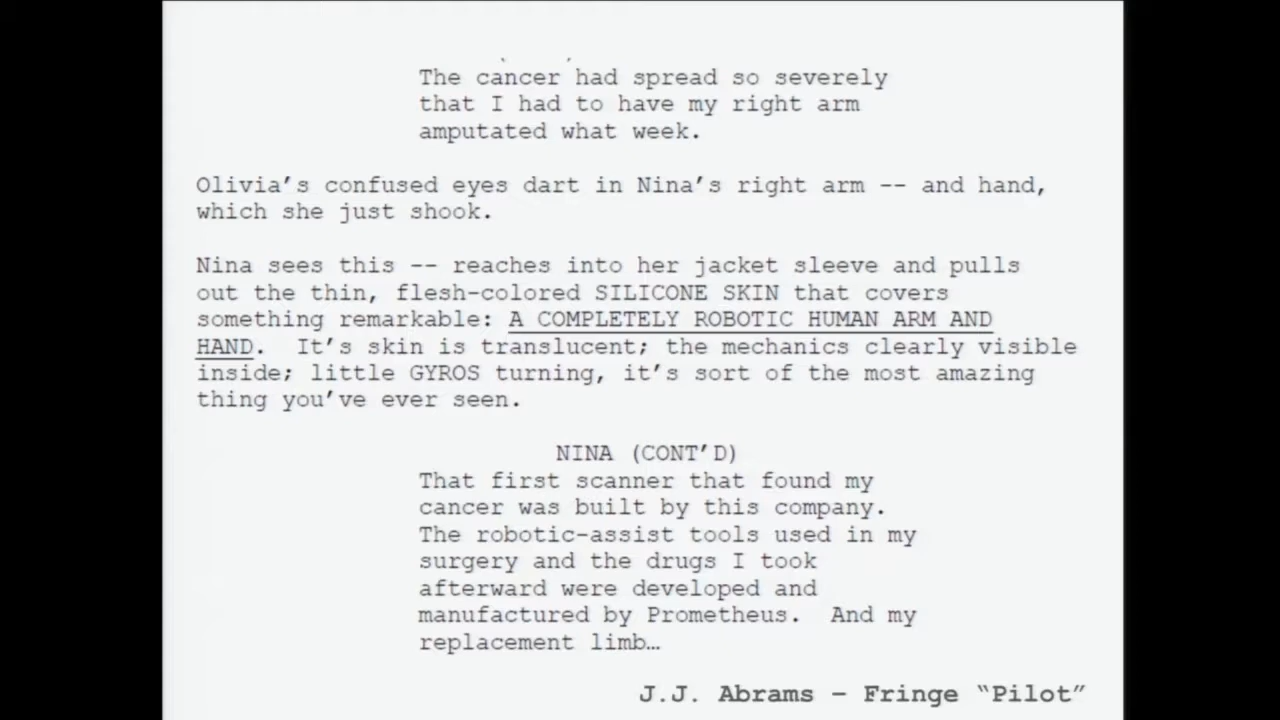 The cancer had spread so severely
that I had to have my right arm
amputated what week.
Olivia's confused eyes dart in Nina's right arm -- and hand,
which she just shook.
Nina sees this -- reaches into her jacket sleeve and pulls
out the thin, flesh-colored SILICONE SKIN that covers
something remarkable: A COMPLETELY ROBOTIC HUMAN ARM AND
HAND.  It's skin is translucent; the mechanics clearly visible
inside; little GYROS turning, it's sort of the most amazing
thing you've ever seen.
NINA (CONT'D)
That first scanner that found my
cancer was built by this company.
The robotic-assist tools used in my
surgery and the drugs I took
afterward were developed and
manufactured by Prometheus.  And my
replacement limb…
J.J. Abrams – Fringe “Pilot”